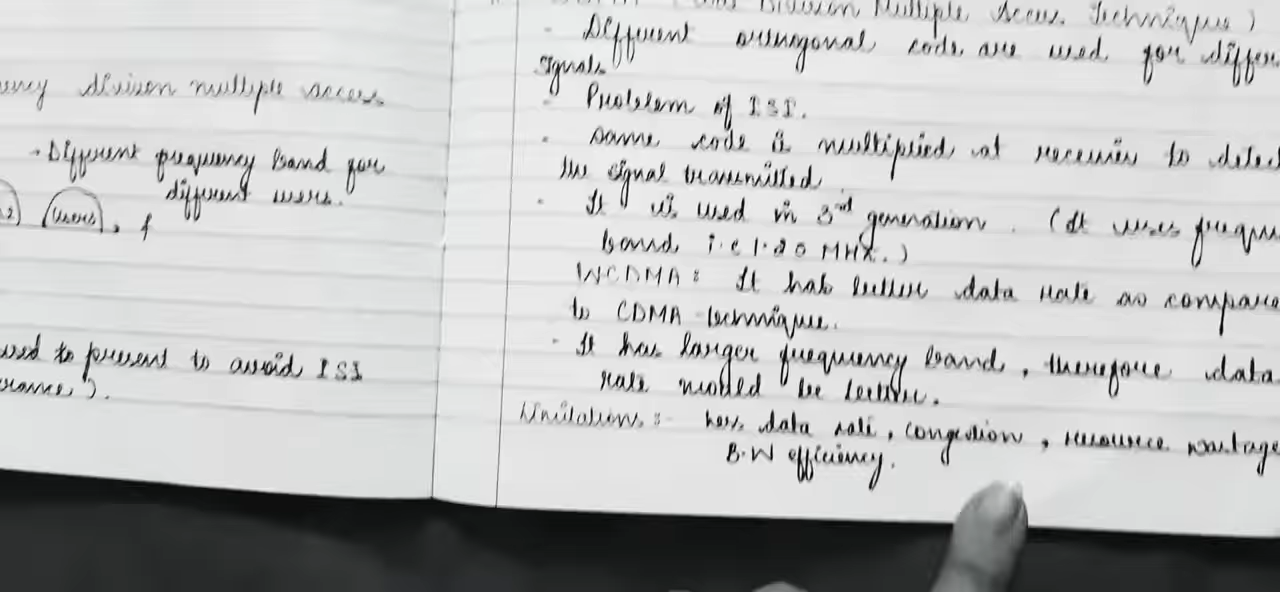 ency division multiple access
- Different frequency band for
different users.
2) (users), f
used to prevent to avoid ISI
Division Multiple Access Technique)
- Different orthogonal code are used for differen
signals
- Problem of ISI.
- Same code is multiplied at receiver to detect
the signal transmitted.
- It is used in 3rd generation. (It uses freque
band i.e 1.20 MHz.)
WCDMA: It has better data rate as compare
to CDMA technique.
- It has larger frequency band, therefore data
rate would be better.
Limitations:- less data rate, congestion, resource wastage
B.W efficiency.